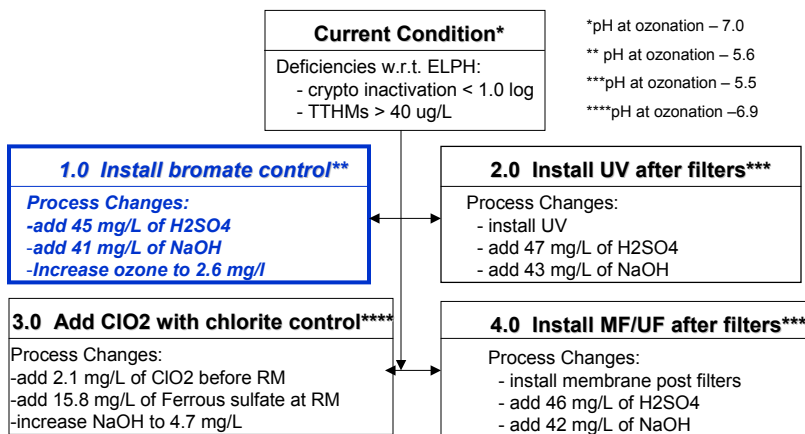 Current Condition*
Deficiencies w.r.t. ELPH:
- crypto inactivation < 1.0 log
- TTHMs > 40 ug/L
*pH at ozonation – 7.0
** pH at ozonation – 5.6
***pH at ozonation – 5.5
****pH at ozonation –6.9
1.0 Install bromate control**
Process Changes:
-add 45 mg/L of H2SO4
-add 41 mg/L of NaOH
-Increase ozone to 2.6 mg/l
2.0 Install UV after filters***
Process Changes:
- install UV
- add 47 mg/L of H2SO4
- add 43 mg/L of NaOH
3.0 Add ClO2 with chlorite control****
Process Changes:
-add 2.1 mg/L of ClO2 before RM
-add 15.8 mg/L of Ferrous sulfate at RM
-increase NaOH to 4.7 mg/L
4.0 Install MF/UF after filters***
Process Changes:
- install membrane post filters
- add 46 mg/L of H2SO4
- add 42 mg/L of NaOH